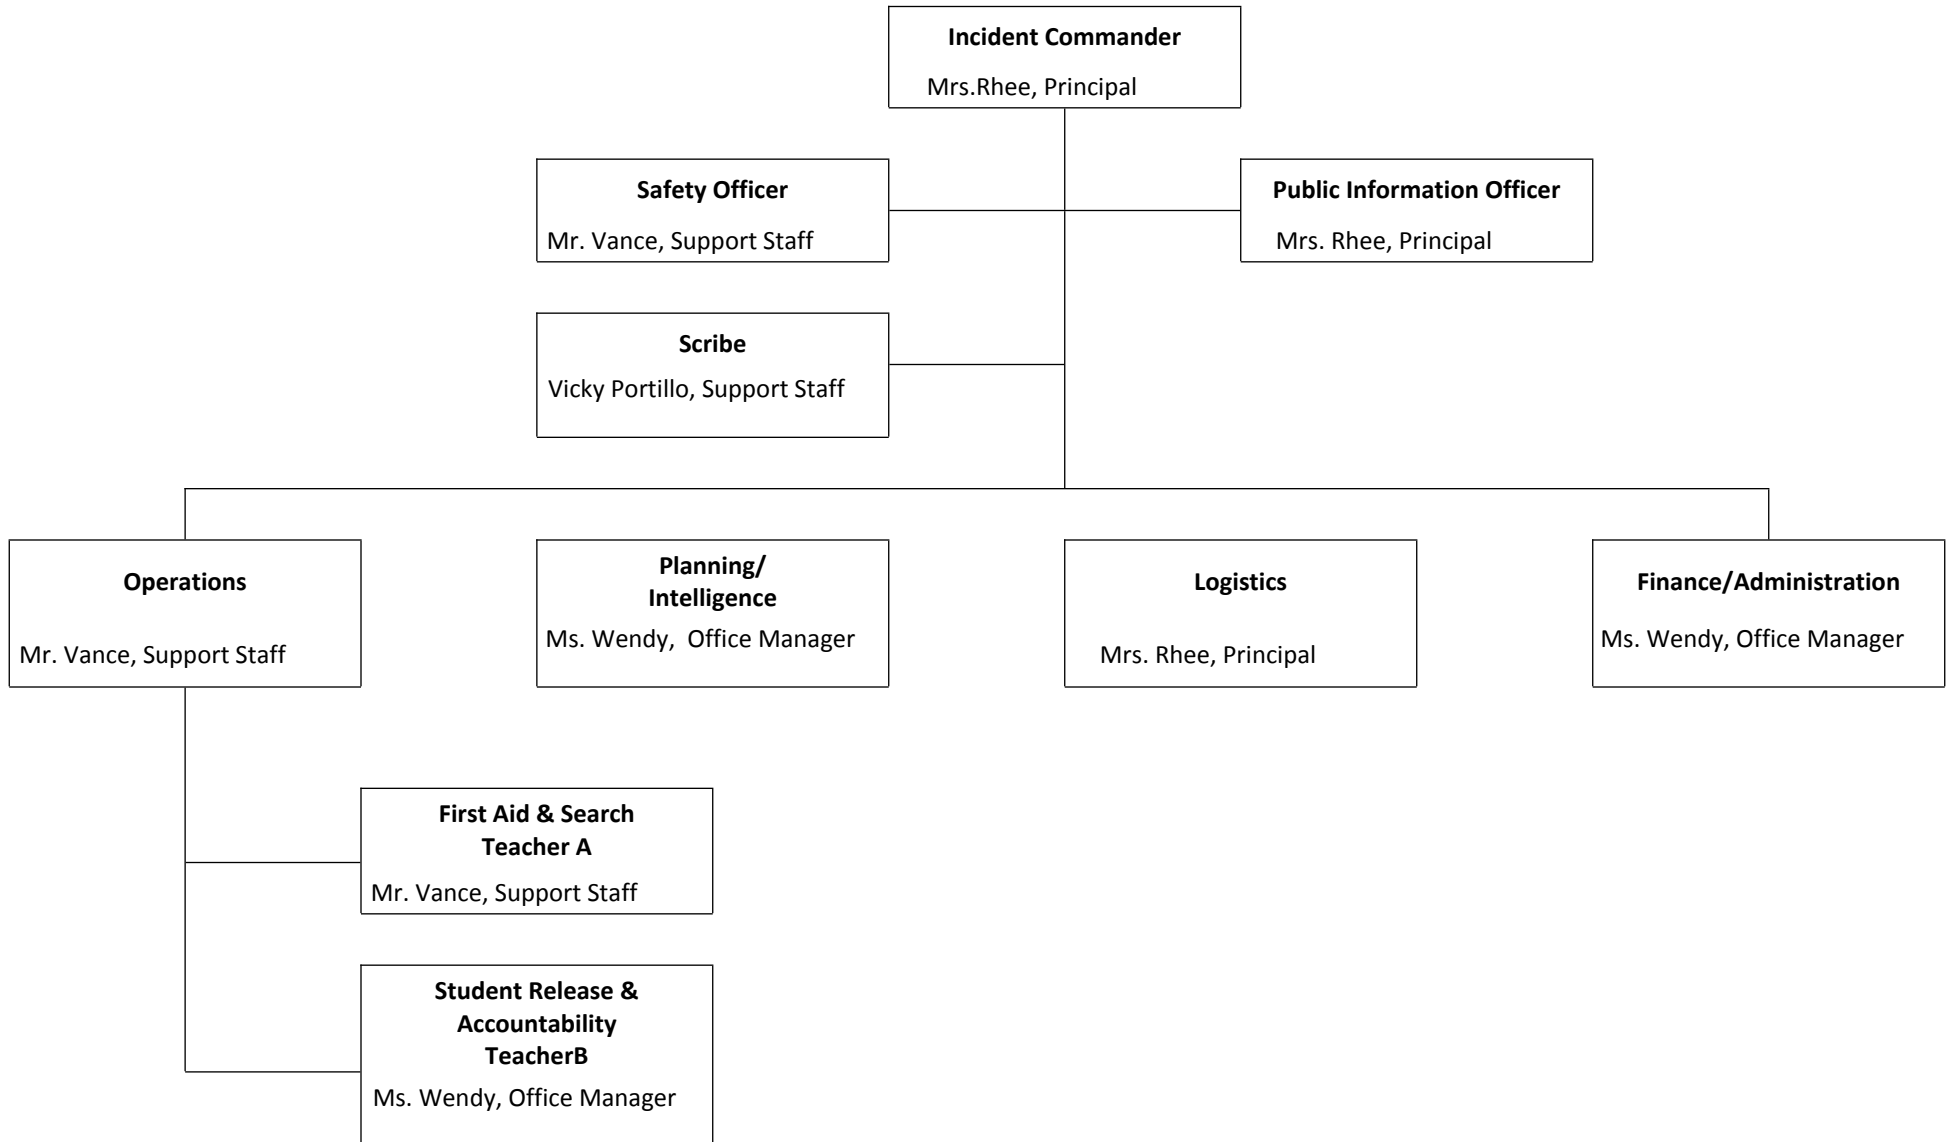 Incident Commander
Mrs.Rhee, Principal
Safety Officer
Mr. Vance, Support Staff
Public Information Officer
Mrs. Rhee, Principal
Scribe
Vicky Portillo, Support Staff
Operations
Mr. Vance, Support Staff
Planning/
Intelligence
Ms. Wendy,  Office Manager
Logistics
Mrs. Rhee, Principal
Finance/Administration
Ms. Wendy, Office Manager
First Aid & Search
Teacher A
Mr. Vance, Support Staff
Student Release &
Accountability
TeacherB
Ms. Wendy, Office Manager